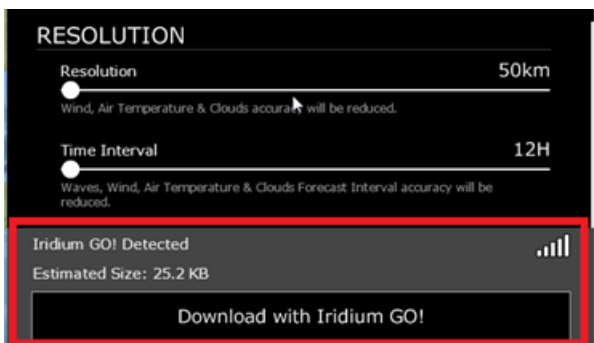 RESOLUTION
Resolution 50km
Wind, Air Temperature & Clouds accuracy will be reduced.
Time Interval 12H
Waves, Wind, Air Temperature & Clouds Forecast Interval accuracy will be
reduced.
Iridium GO! Detected
Estimated Size: 25.2 KB
Download with Iridium GO!